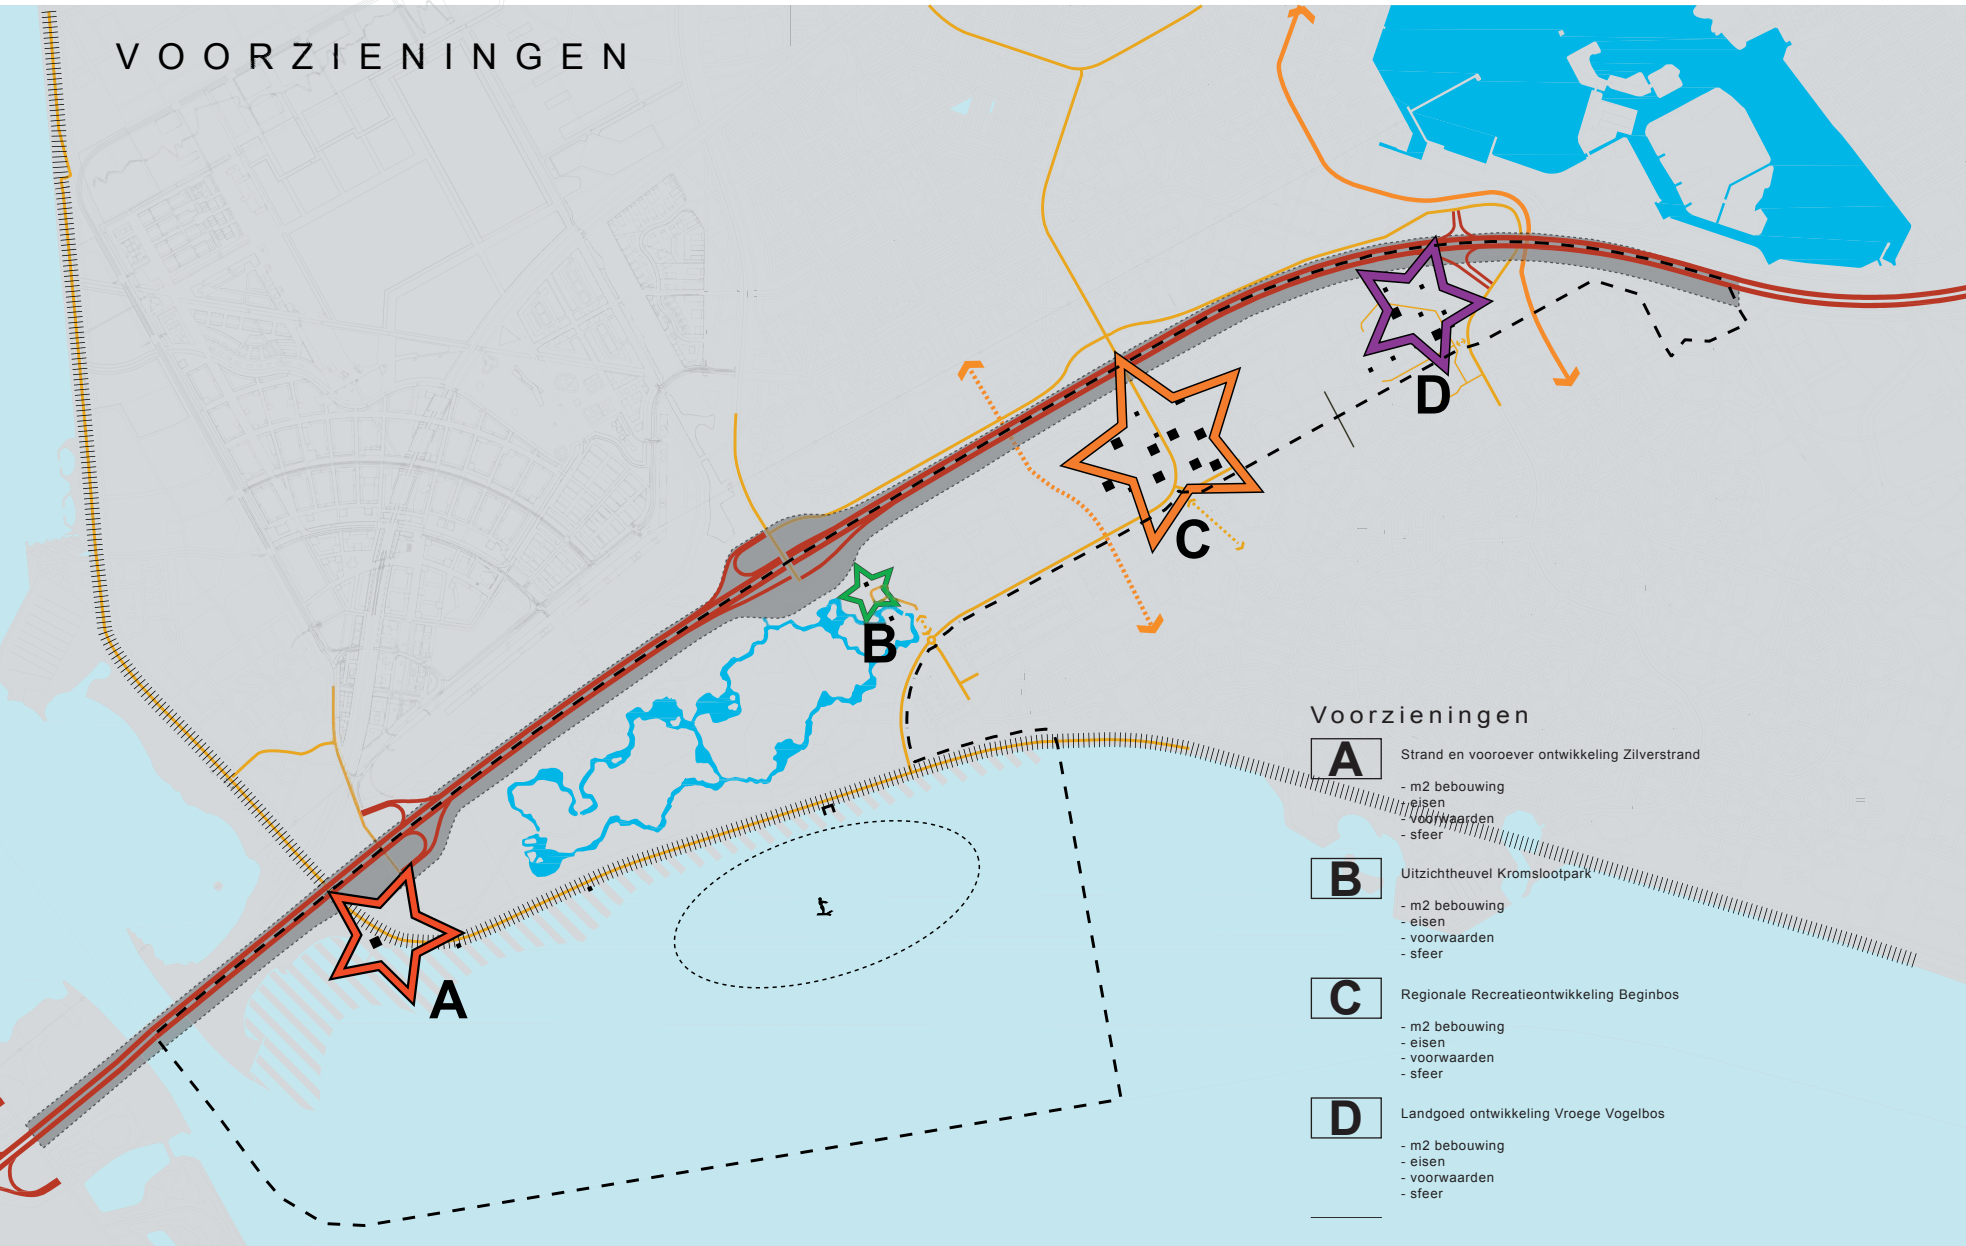 VOORZIENINGEN
A
B
C
D
Voorzieningen
A
Strand en vooroever ontwikkeling Zilverstrand
- m2 bebouwing
- eisen
- voorwaarden
- sfeer
B
Uitzichtheuvel Kromslootpark
- m2 bebouwing
- eisen
- voorwaarden
- sfeer
C
Regionale Recreatieontwikkeling Beginbos
- m2 bebouwing
- eisen
- voorwaarden
- sfeer
D
Landgoed ontwikkeling Vroege Vogelbos
- m2 bebouwing
- eisen
- voorwaarden
- sfeer